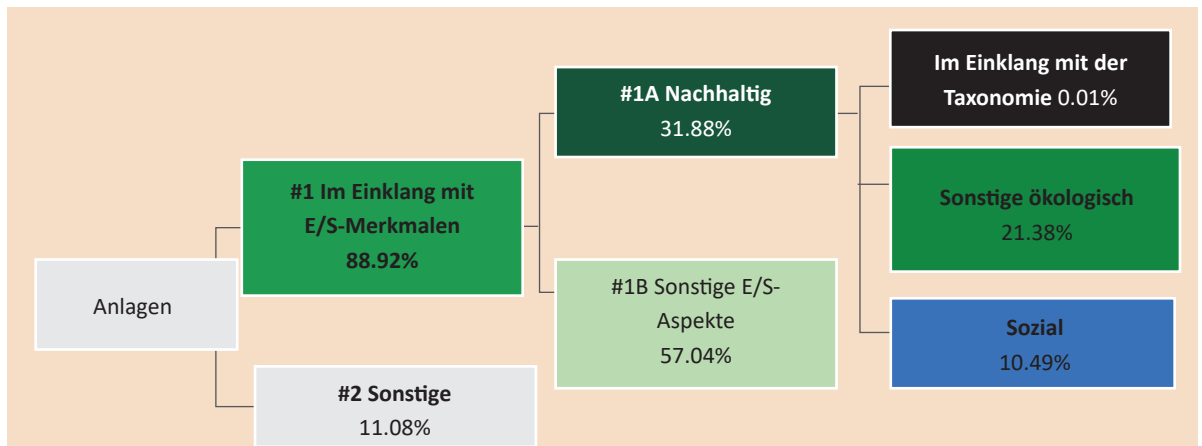 Anlagen
#1 Im Einklang mit
E/S-Merkmalen
88.92%
#2 Sonstige
11.08%
#1A Nachhaltig
31.88%
#1B Sonstige E/S-
Aspekte
57.04%
Im Einklang mit der
Taxonomie 0.01%
Sonstige ökologisch
21.38%
Sozial
10.49%